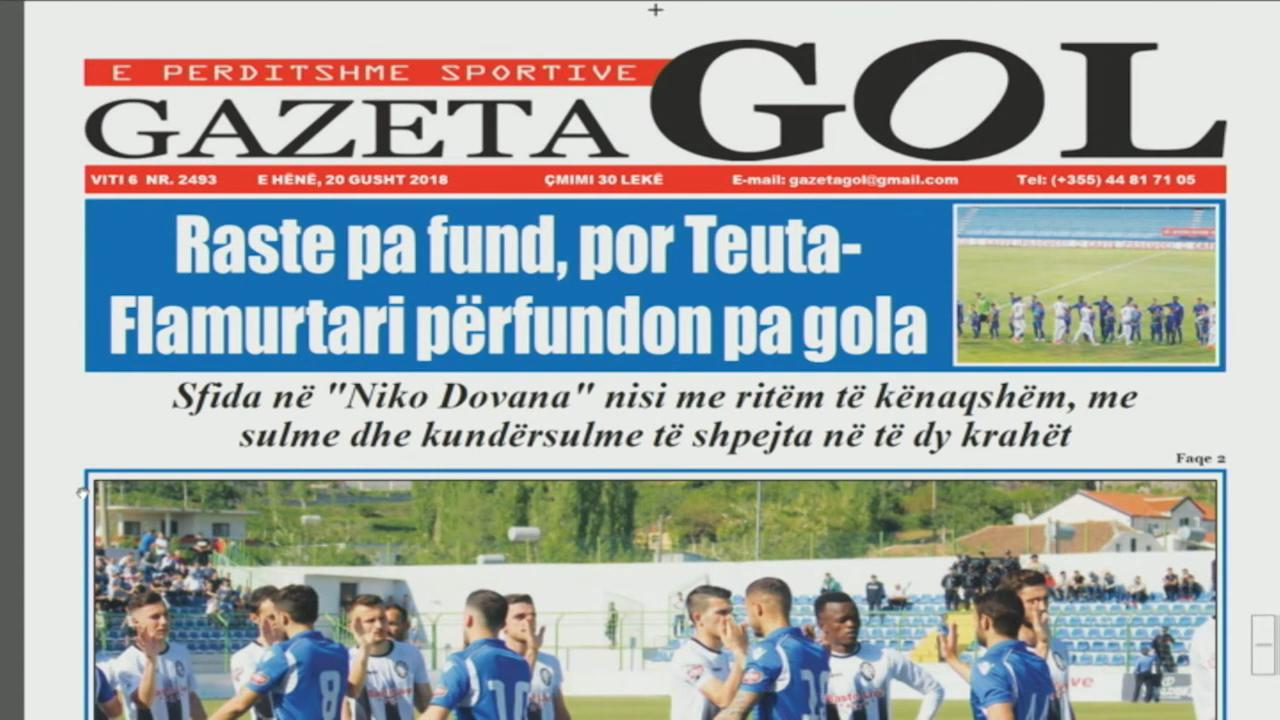 E PERDITSHME SPORTIVE
GAZETA GOL
VITI 6 NR. 2493 E HËNË, 20 GUSHT 2018 ÇMIMI 30 LEKË E-mail: gazetagol@gmail.com Tel: (+355) 44 81 71 05
Raste pa fund, por Teuta-
Flamurtari përfundon pa gola
Sfida në "Niko Dovana" nisi me ritëm të kënaqshëm, me
sulme dhe kundërsulme të shpejta në të dy krahët
Faqe 2
8
10